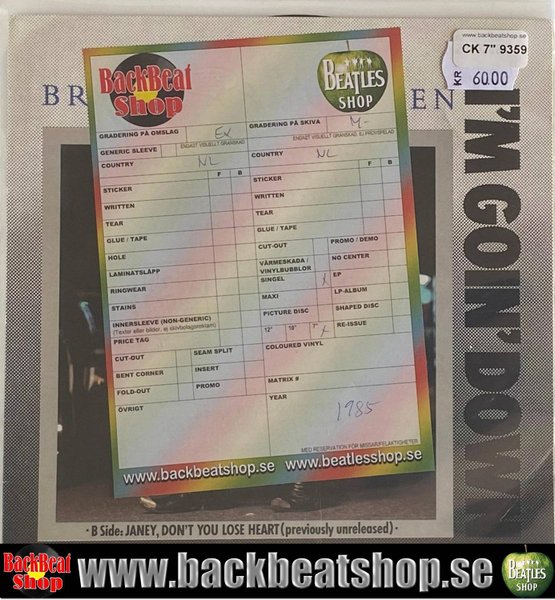 www.backbeatshop.se
CK 7" 9359
KR 60.00
BR EN
I'M GOIN' DOWN
BackBeat Shop
BEATLES SHOP
GRADERING PÅ OMSLAG Ex
ENDAST VISUELLT GRANSKAD
GENERIC SLEEVE
COUNTRY NL
F B
STICKER
WRITTEN
TEAR
GLUE / TAPE
HOLE
LAMINATSLÄPP
RINGWEAR
STAINS
INNERSLEEVE (NON-GENERIC)
(Texter eller bilder, ej skivbolagsreklam)
PRICE TAG
CUT-OUT SEAM SPLIT
BENT CORNER INSERT
FOLD-OUT PROMO
ÖVRIGT
GRADERING PÅ SKIVA M-
ENDAST VISUELLT GRANSKAD, EJ PROVSPELAD
COUNTRY NL
F B
STICKER
WRITTEN
TEAR
GLUE / TAPE
CUT-OUT PROMO / DEMO
VÄRMESKADA / VINYLBUBBLOR NO CENTER
SINGEL x EP
MAXI LP-ALBUM
PICTURE DISC SHAPED DISC
12" 10" 7" x RE-ISSUE
COLOURED VINYL
MATRIX #
YEAR
1985
MED RESERVATION FÖR MISSAR/FELAKTIGHETER
www.backbeatshop.se www.beatlesshop.se
· B Side: JANEY, DON'T YOU LOSE HEART (previously unreleased) ·
BackBeat Shop www.backbeatshop.se BEATLES SHOP